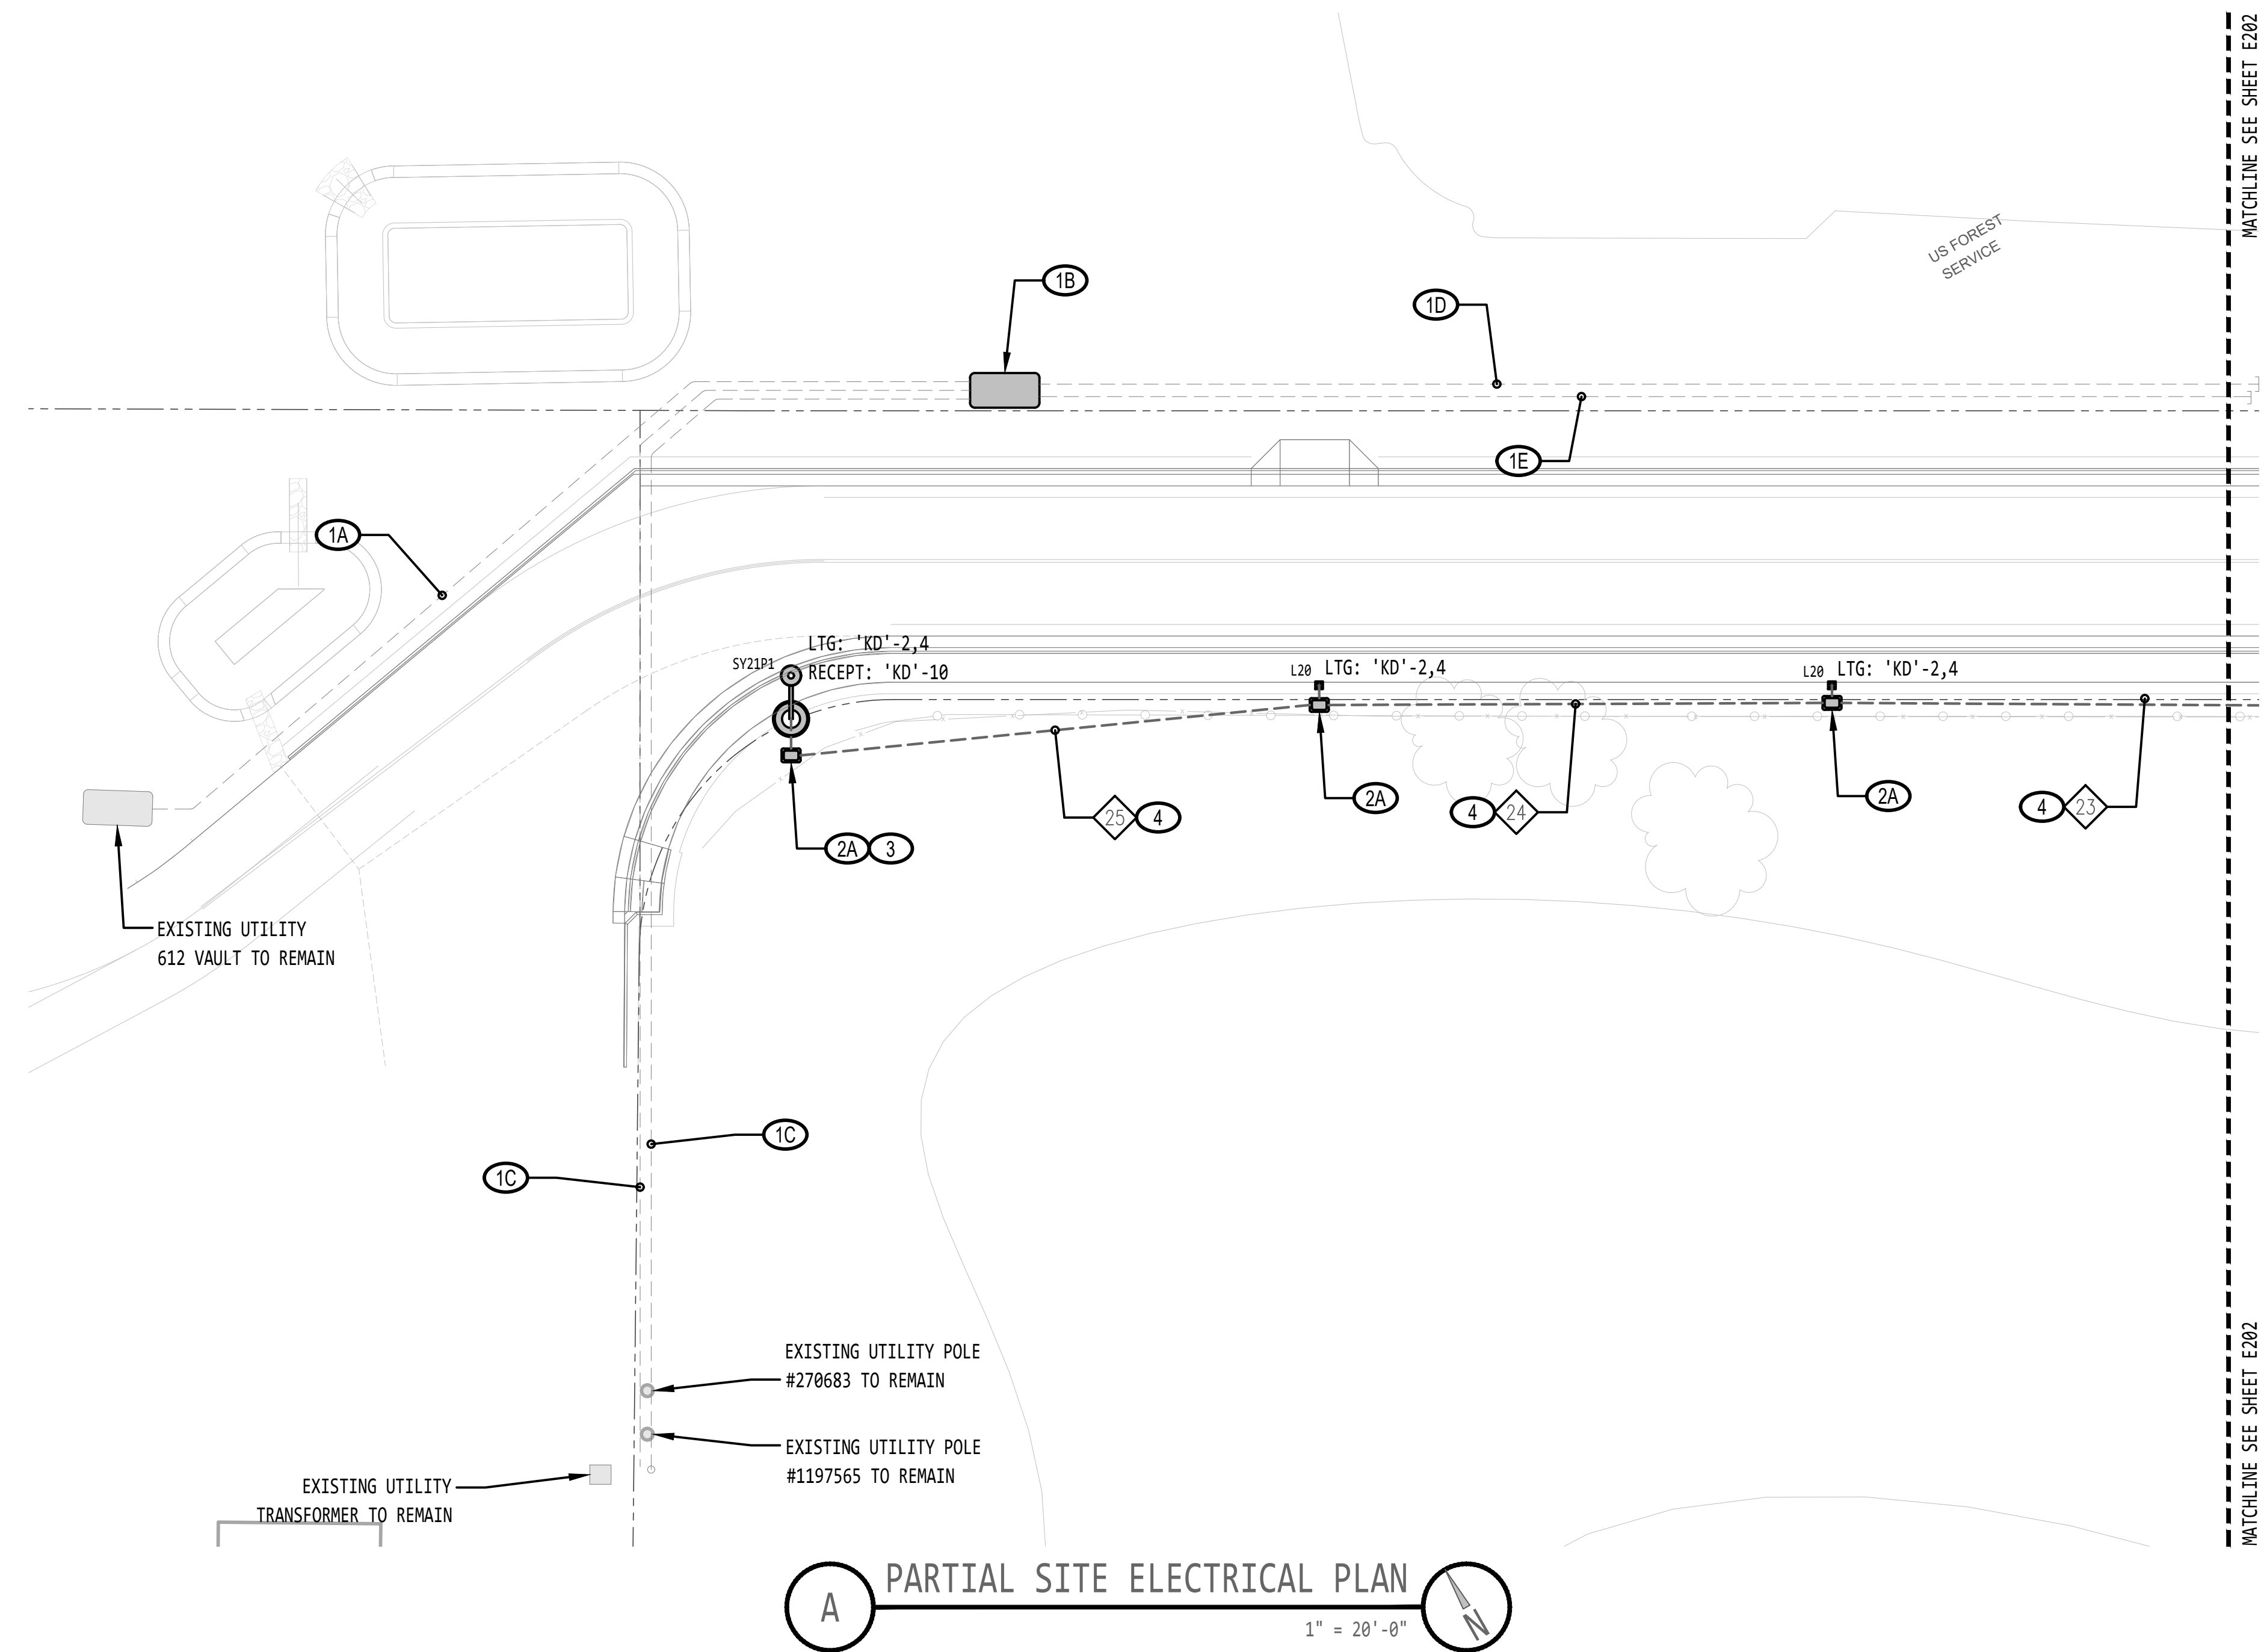 MATCHLINE SEE SHEET E202
US FOREST
SERVICE
1B
1D
1E
1A
LTG: 'KD'-2,4
SY21P1
RECEPT: 'KD'-10
L20
LTG: 'KD'-2,4
L20
LTG: 'KD'-2,4
2A
2A
4
24
4
23
25
4
2A
3
EXISTING UTILITY
612 VAULT TO REMAIN
1C
1C
EXISTING UTILITY POLE
#270683 TO REMAIN
EXISTING UTILITY POLE
#1197565 TO REMAIN
EXISTING UTILITY
TRANSFORMER TO REMAIN
MATCHLINE SEE SHEET E202
A
PARTIAL SITE ELECTRICAL PLAN
1" = 20'-0"
N